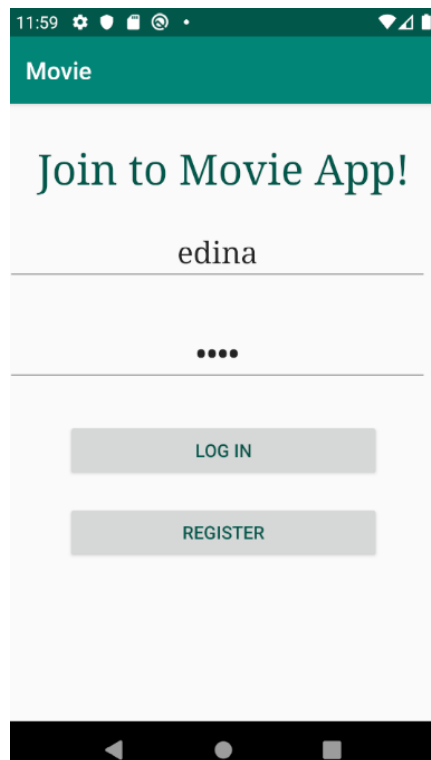 11:59
Movie
Join to Movie App!
edina
••••
LOG IN
REGISTER